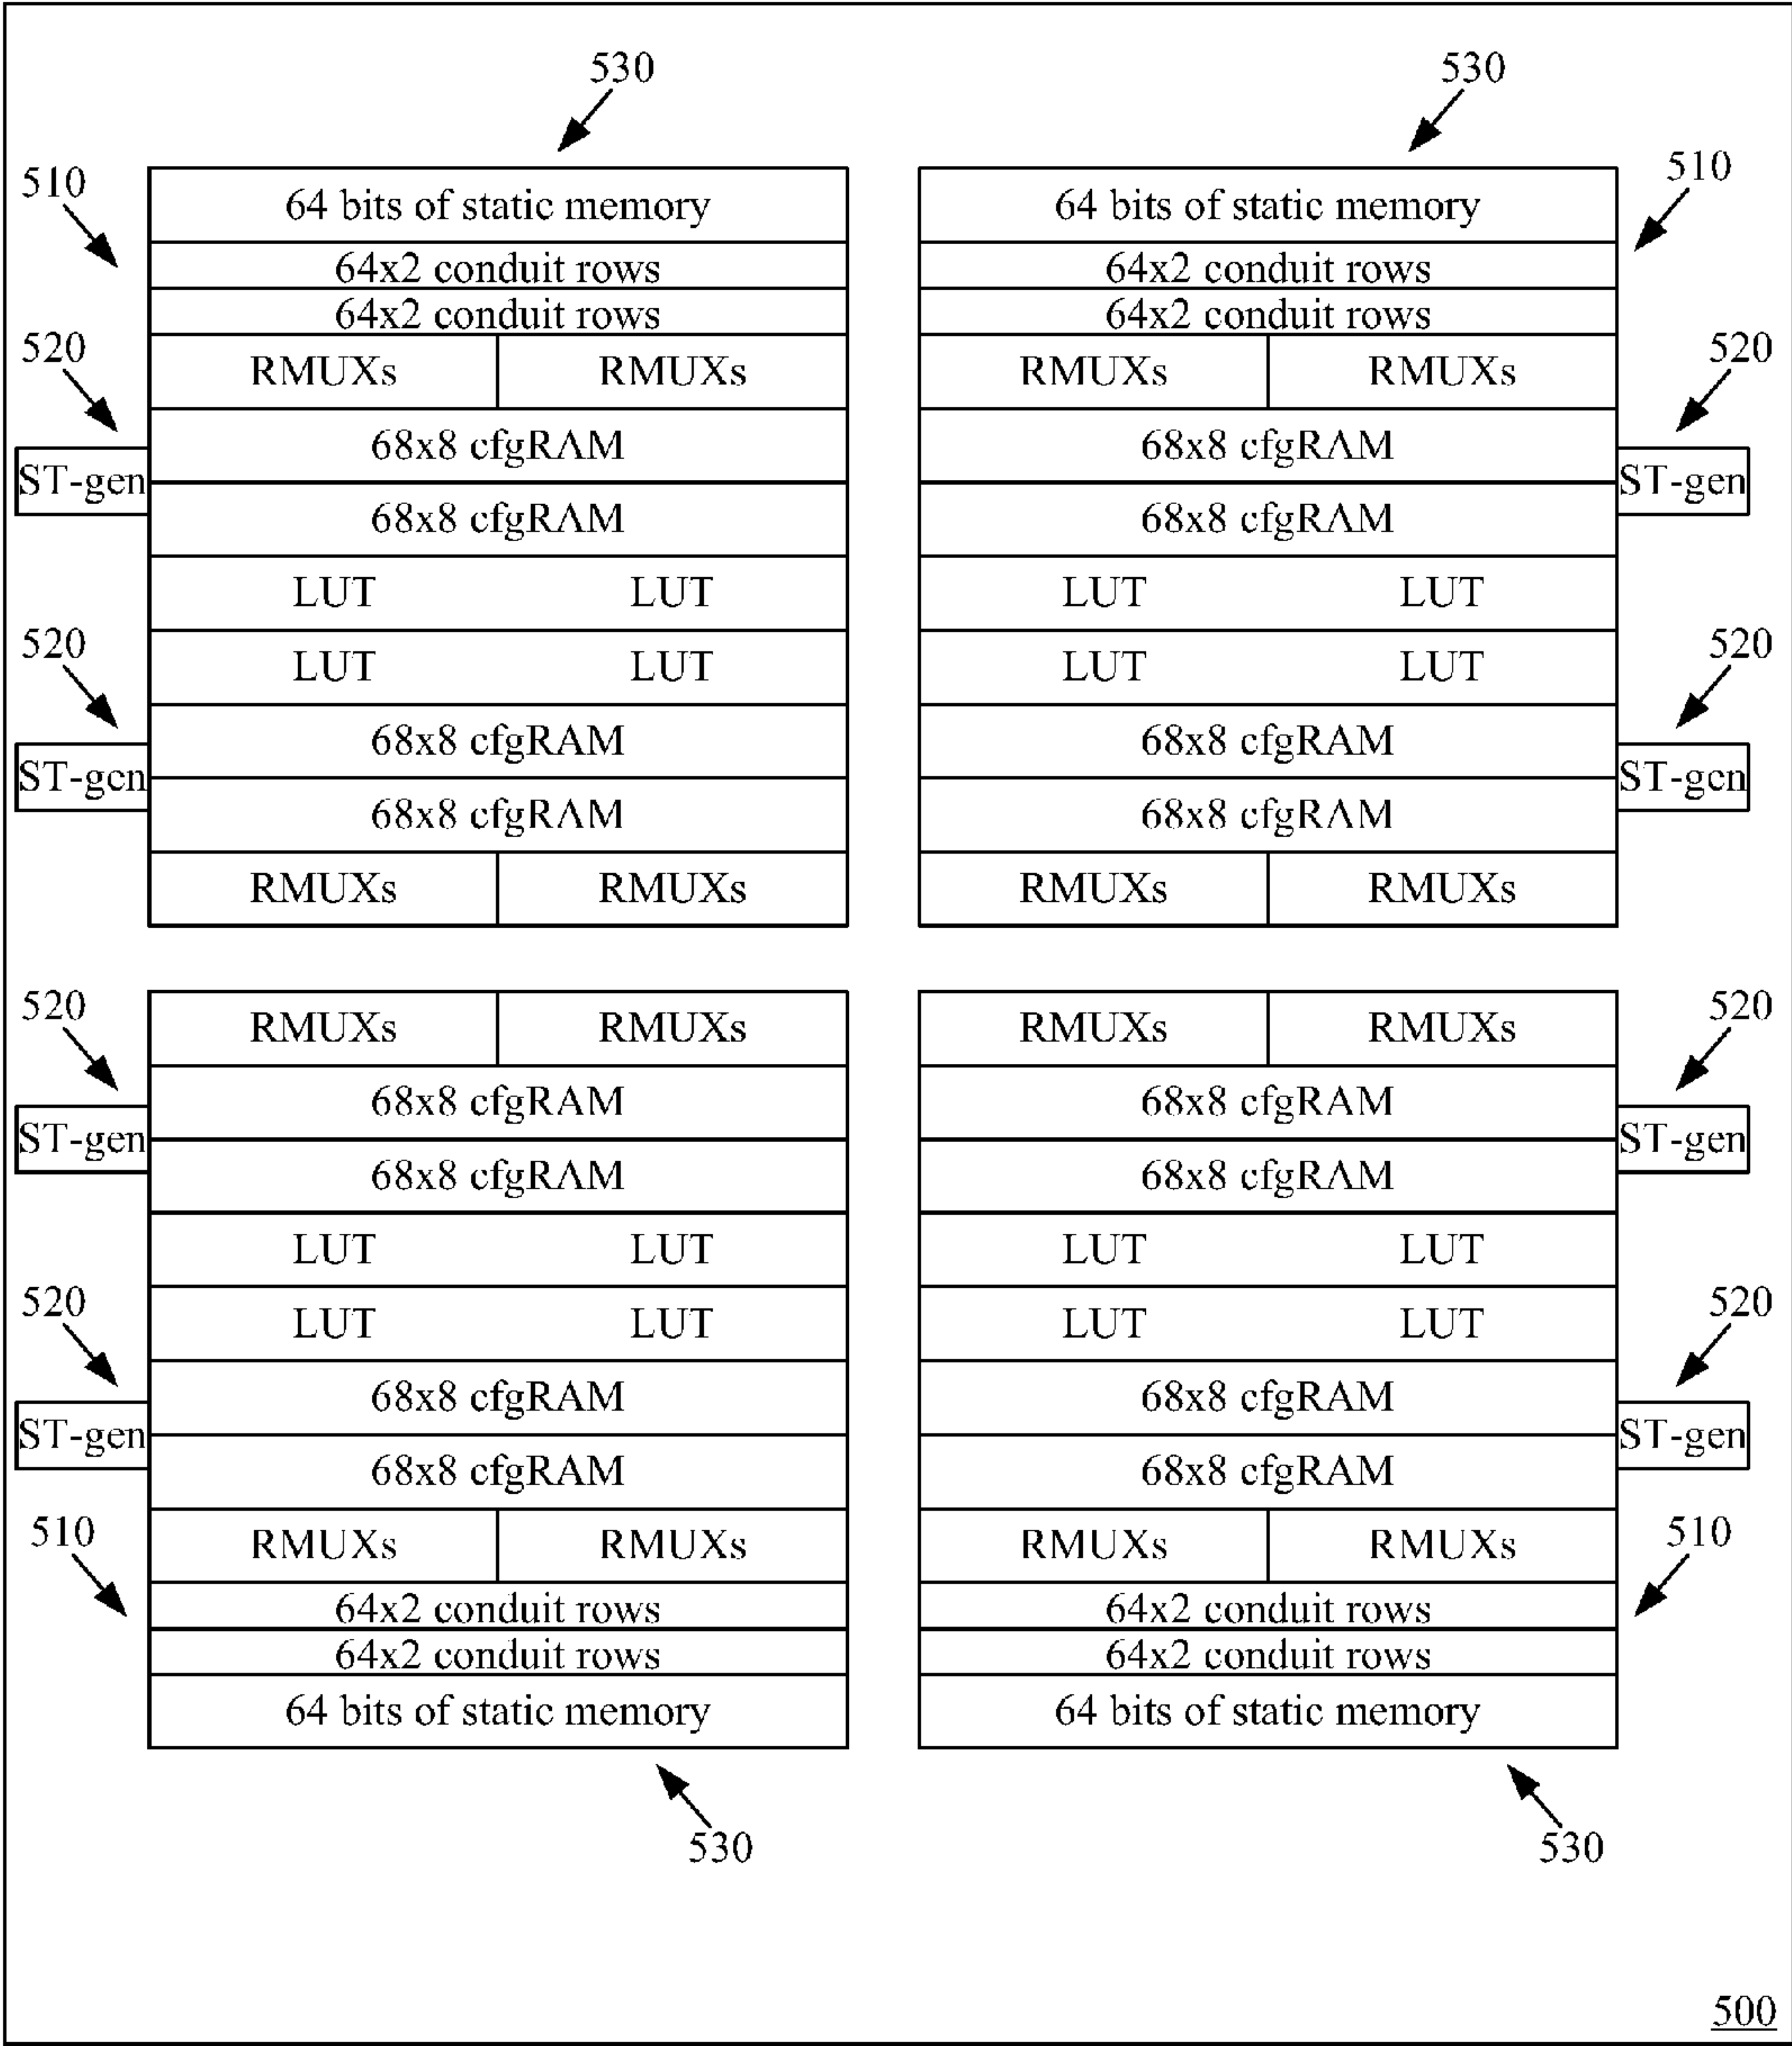 530 530
510 510
64 bits of static memory 64 bits of static memory
64x2 conduit rows 64x2 conduit rows
64x2 conduit rows 64x2 conduit rows
520 520
RMUXs RMUXs RMUXs RMUXs
68x8 cfgRAM 68x8 cfgRAM
ST-gen ST-gen
68x8 cfgRAM 68x8 cfgRAM
LUT LUT LUT LUT
520 520
LUT LUT LUT LUT
68x8 cfgRAM 68x8 cfgRAM
ST-gen ST-gen
68x8 cfgRAM 68x8 cfgRAM
RMUXs RMUXs RMUXs RMUXs
520 520
RMUXs RMUXs RMUXs RMUXs
68x8 cfgRAM 68x8 cfgRAM
ST-gen ST-gen
68x8 cfgRAM 68x8 cfgRAM
LUT LUT LUT LUT
520 520
LUT LUT LUT LUT
68x8 cfgRAM 68x8 cfgRAM
ST-gen ST-gen
68x8 cfgRAM 68x8 cfgRAM
510 510
RMUXs RMUXs RMUXs RMUXs
64x2 conduit rows 64x2 conduit rows
64x2 conduit rows 64x2 conduit rows
64 bits of static memory 64 bits of static memory
530 530
500